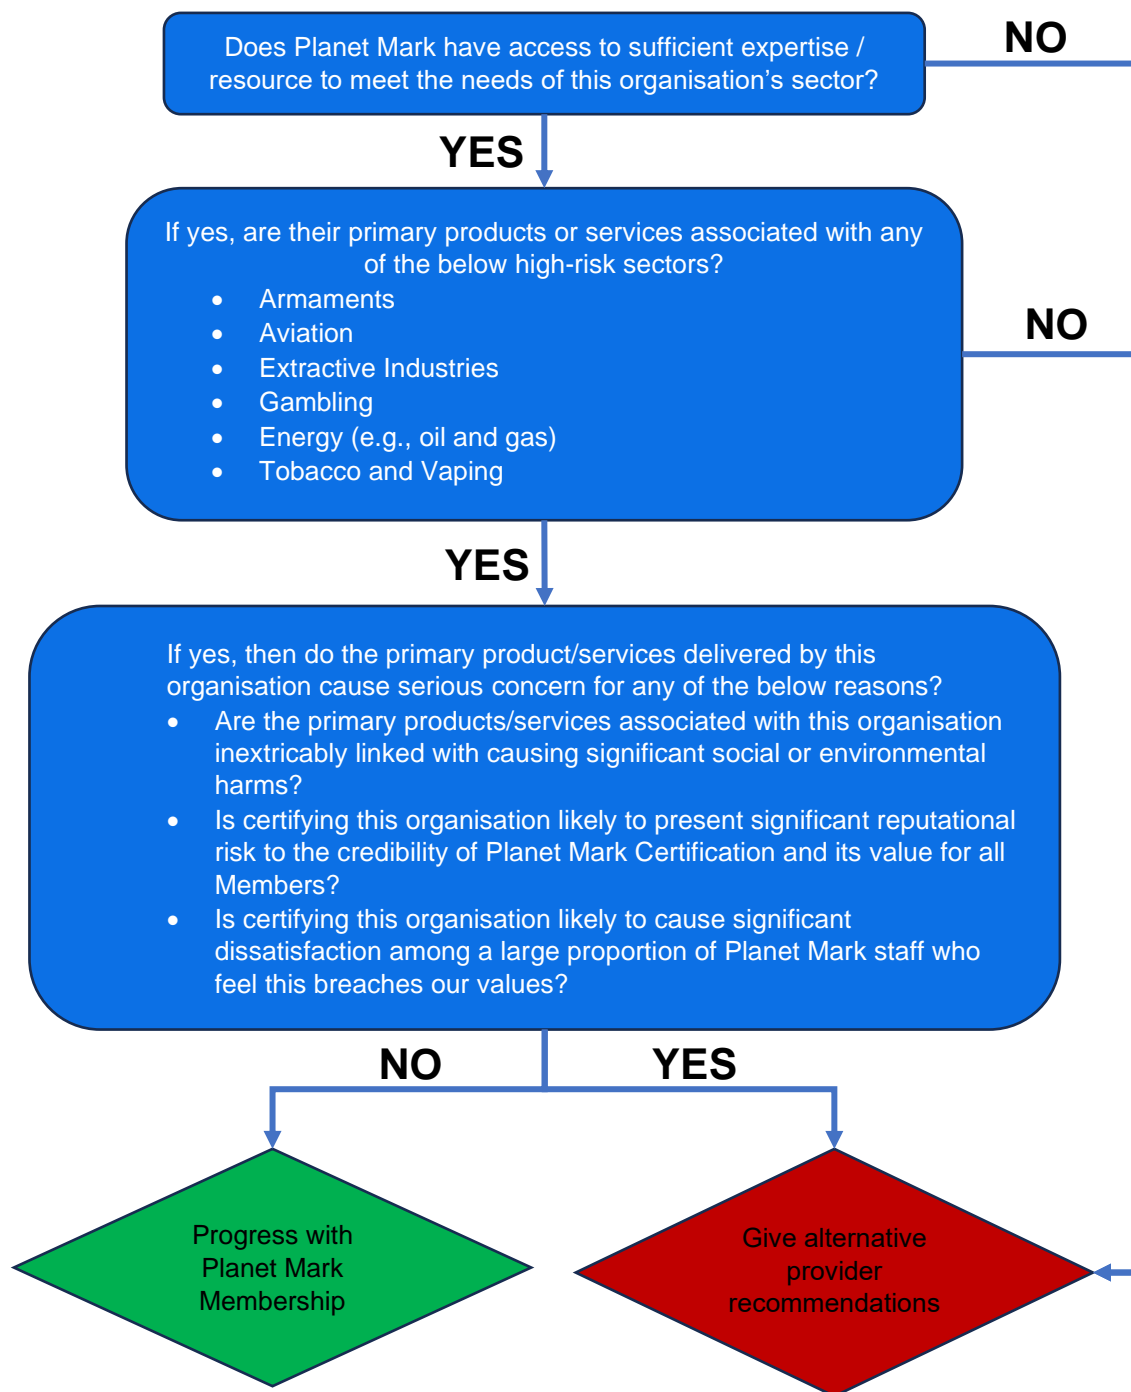 Does Planet Mark have access to sufficient expertise /
resource to meet the needs of this organisation's sector?
NO
YES
If yes, are their primary products or services associated with any
of the below high-risk sectors?
• Armaments
• Aviation
• Extractive Industries
• Gambling
• Energy (e.g., oil and gas)
• Tobacco and Vaping
NO
YES
If yes, then do the primary product/services delivered by this
organisation cause serious concern for any of the below reasons?
• Are the primary products/services associated with this organisation
inextricably linked with causing significant social or environmental
harms?
• Is certifying this organisation likely to present significant reputational
risk to the credibility of Planet Mark Certification and its value for all
Members?
• Is certifying this organisation likely to cause significant
dissatisfaction among a large proportion of Planet Mark staff who
feel this breaches our values?
NO
YES
Progress with
Planet Mark
Membership
Give alternative
provider
recommendations